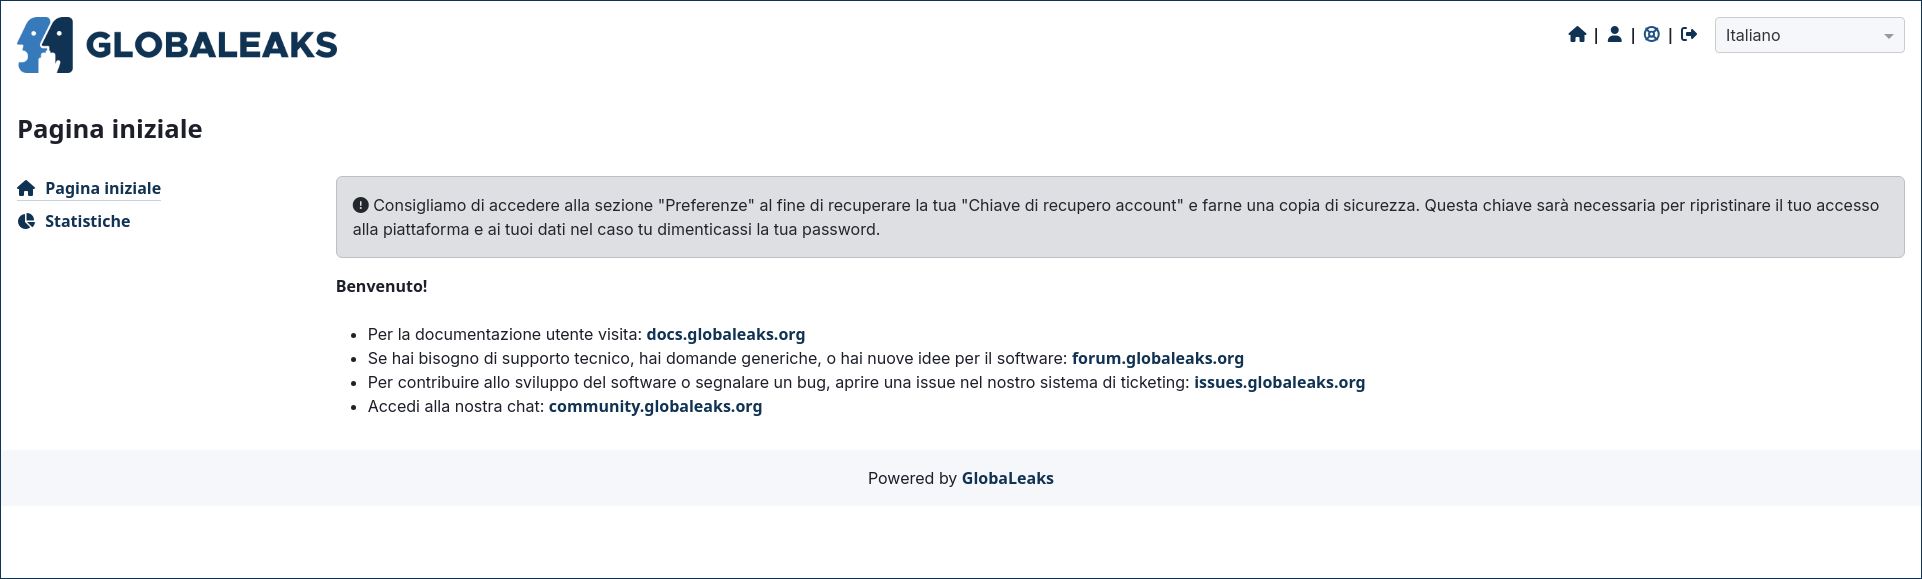 GLOBALEAKS
| | |
Italiano
Pagina iniziale
Pagina iniziale
Statistiche
Consigliamo di accedere alla sezione "Preferenze" al fine di recuperare la tua "Chiave di recupero account" e farne una copia di sicurezza. Questa chiave sarà necessaria per ripristinare il tuo accesso
alla piattaforma e ai tuoi dati nel caso tu dimenticassi la tua password.
Benvenuto!
• Per la documentazione utente visita: docs.globaleaks.org
• Se hai bisogno di supporto tecnico, hai domande generiche, o hai nuove idee per il software: forum.globaleaks.org
• Per contribuire allo sviluppo del software o segnalare un bug, aprire una issue nel nostro sistema di ticketing: issues.globaleaks.org
• Accedi alla nostra chat: community.globaleaks.org
Powered by GlobaLeaks